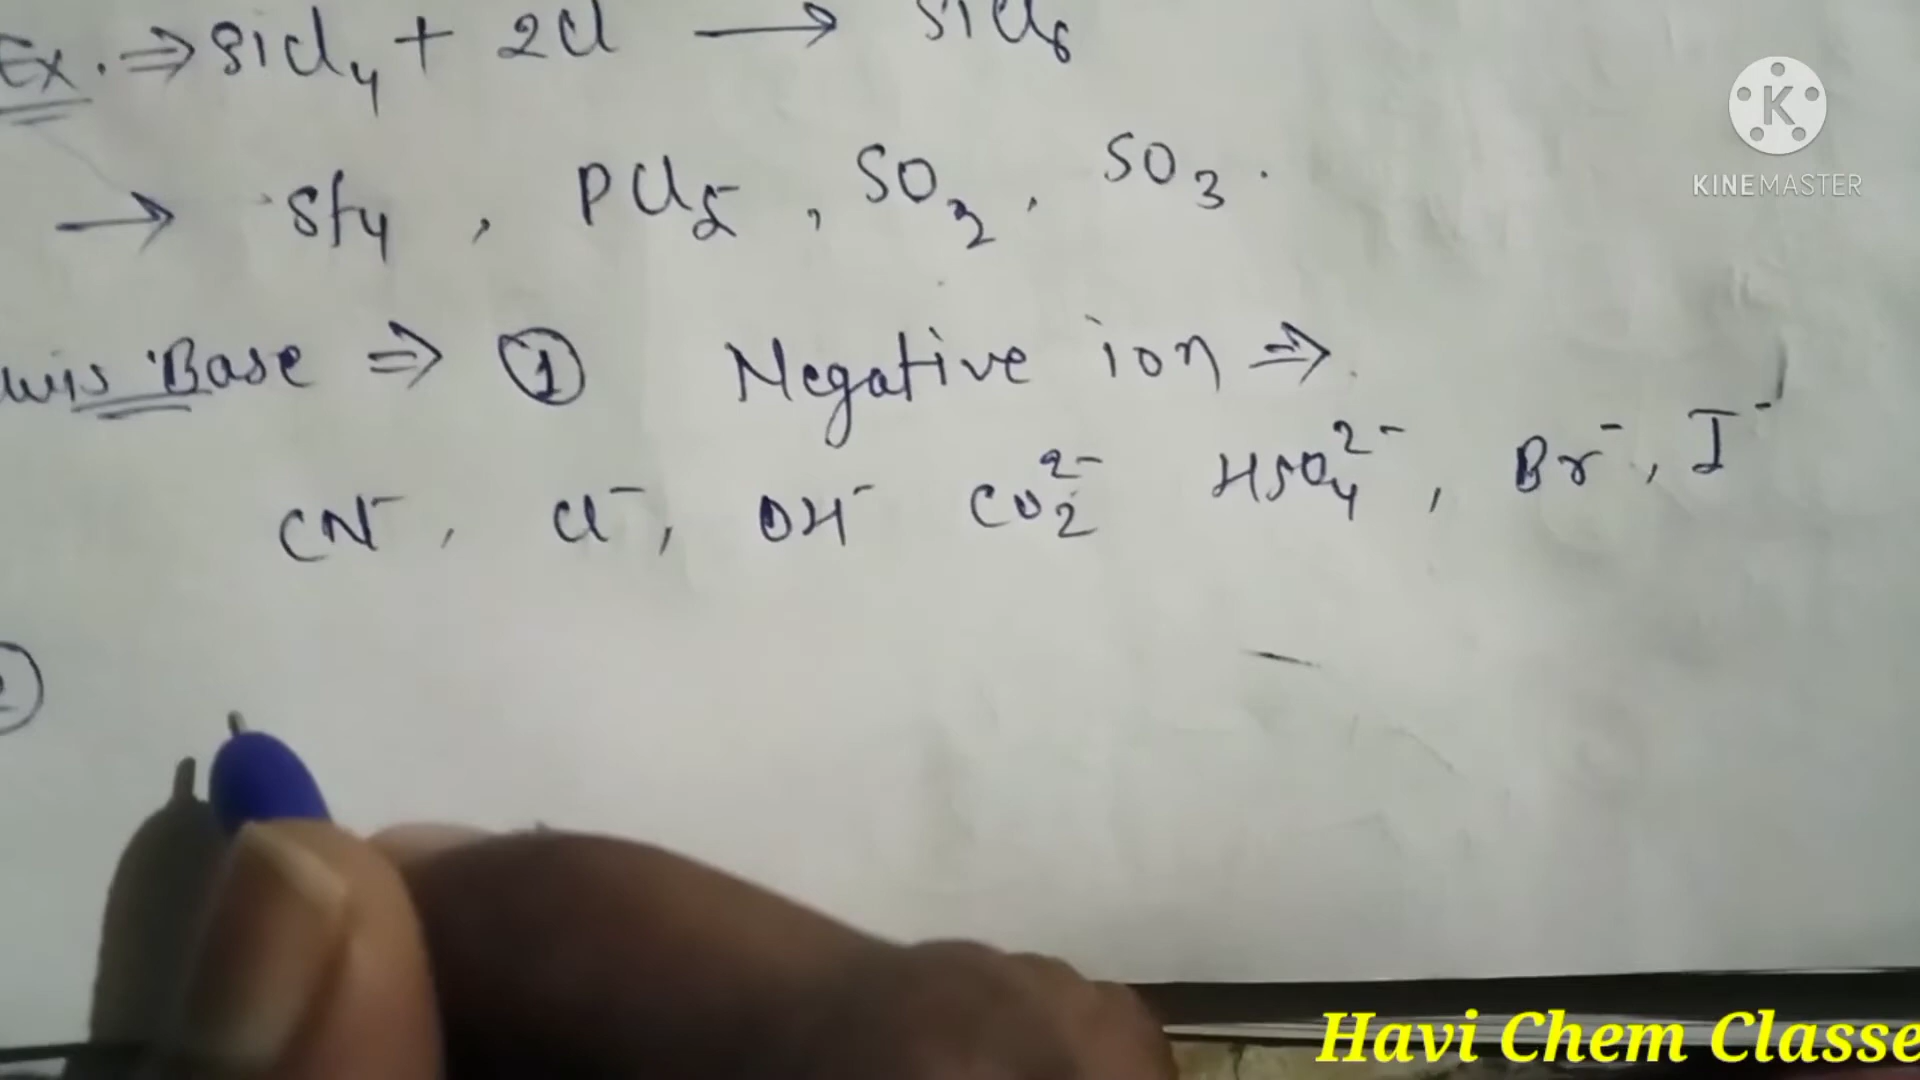 Ex. ⇒ SiCl₄ + 2Cl → SiCl₆
K
KINEMASTER
→ Sf₄, PCl₅, SO₂, SO₃.
wis Base ⇒ ① Negative ion ⇒
CN⁻, Cl⁻, OH⁻ CO₂²⁻ HSO₄²⁻, Br⁻, I⁻
②
Havi Chem Classe